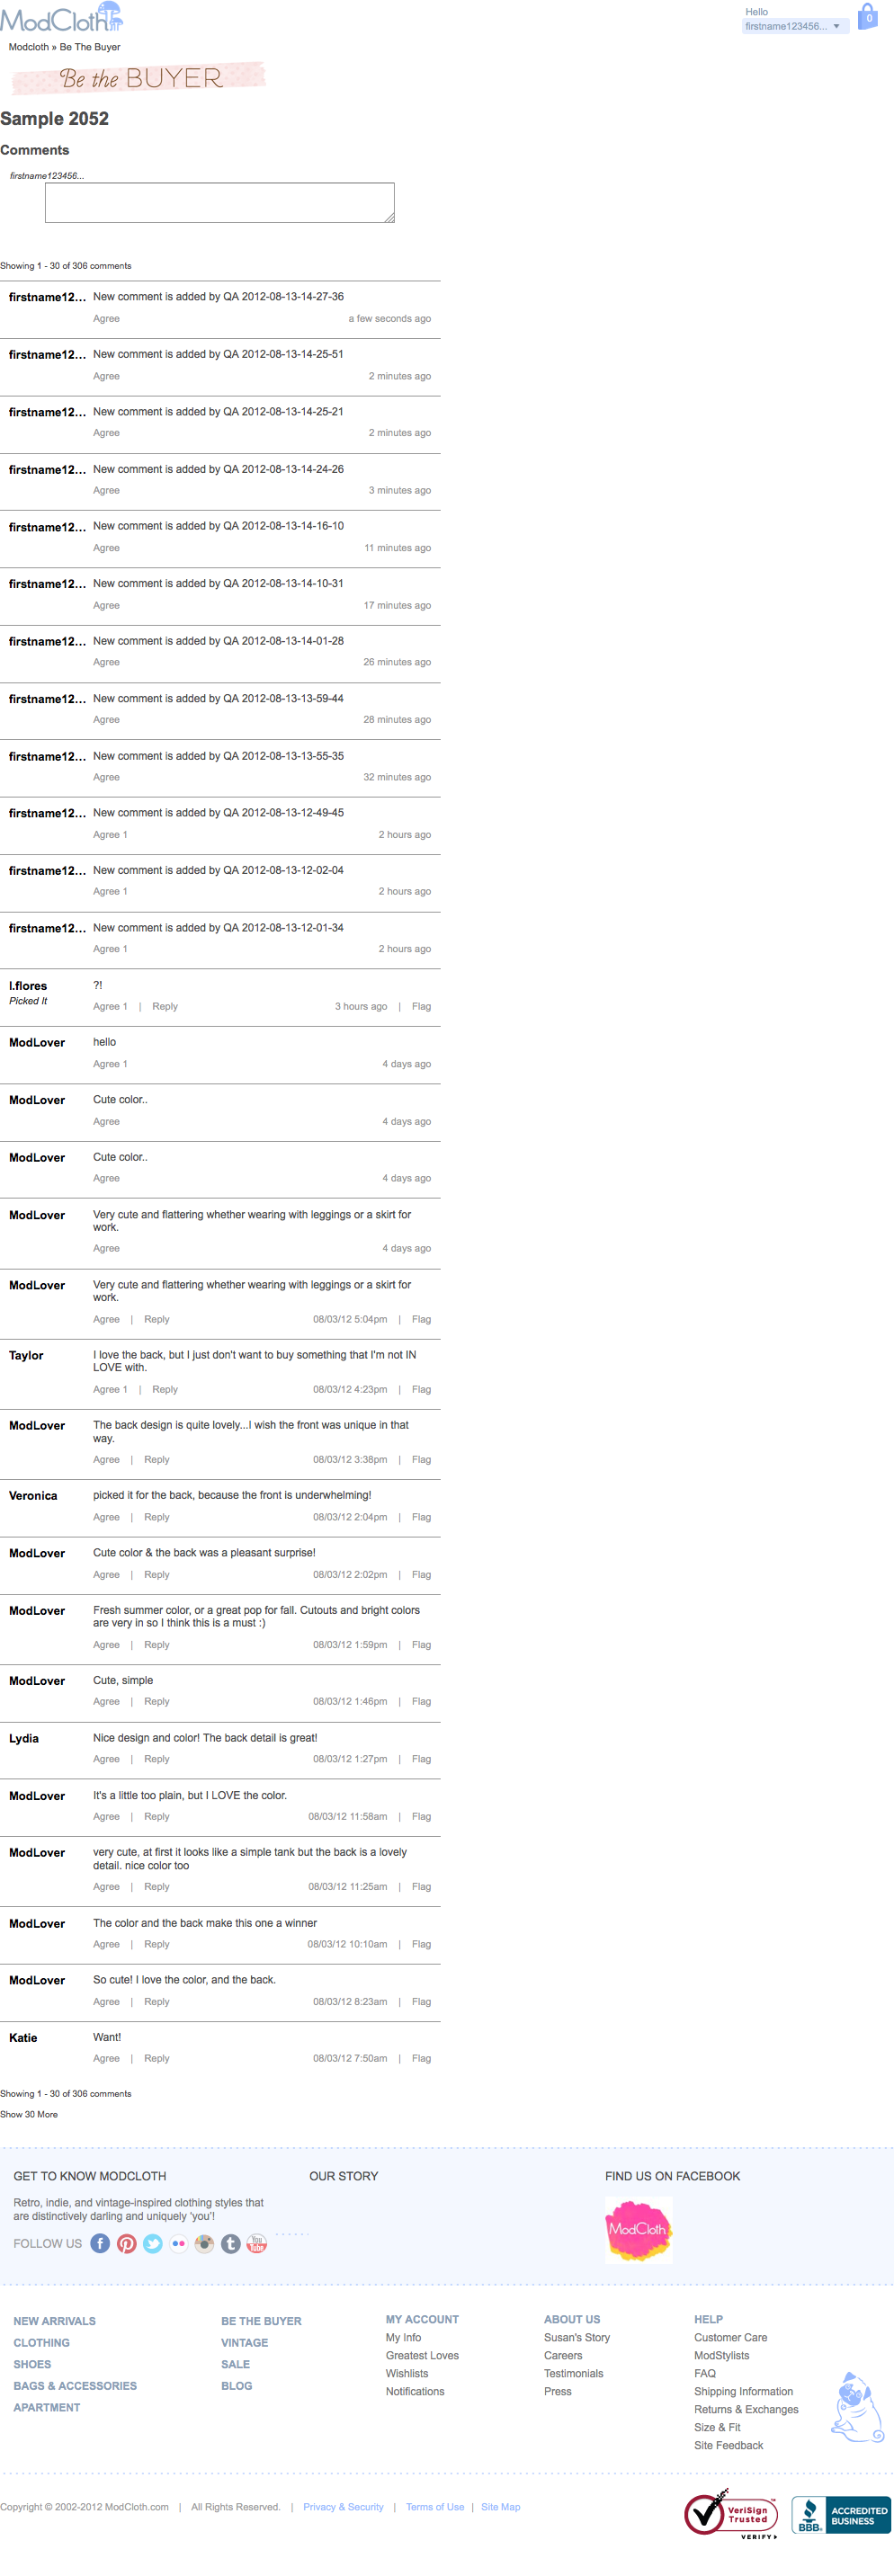 ModCloth
Hello
firstname123456...
0
Modcloth » Be The Buyer
Be the BUYER
Sample 2052
Comments
firstname123456...
Showing 1 - 30 of 306 comments
firstname12... New comment is added by QA 2012-08-13-14-27-36
Agree a few seconds ago
firstname12... New comment is added by QA 2012-08-13-14-25-51
Agree 2 minutes ago
firstname12... New comment is added by QA 2012-08-13-14-25-21
Agree 2 minutes ago
firstname12... New comment is added by QA 2012-08-13-14-24-26
Agree 3 minutes ago
firstname12... New comment is added by QA 2012-08-13-14-16-10
Agree 11 minutes ago
firstname12... New comment is added by QA 2012-08-13-14-10-31
Agree 17 minutes ago
firstname12... New comment is added by QA 2012-08-13-14-01-28
Agree 26 minutes ago
firstname12... New comment is added by QA 2012-08-13-13-59-44
Agree 28 minutes ago
firstname12... New comment is added by QA 2012-08-13-13-55-35
Agree 32 minutes ago
firstname12... New comment is added by QA 2012-08-13-12-49-45
Agree 1 2 hours ago
firstname12... New comment is added by QA 2012-08-13-12-02-04
Agree 1 2 hours ago
firstname12... New comment is added by QA 2012-08-13-12-01-34
Agree 1 2 hours ago
l.flores ?!
Picked It
Agree 1 | Reply 3 hours ago | Flag
ModLover hello
Agree 1 4 days ago
ModLover Cute color..
Agree 4 days ago
ModLover Cute color..
Agree 4 days ago
ModLover Very cute and flattering whether wearing with leggings or a skirt for
work.
Agree 4 days ago
ModLover Very cute and flattering whether wearing with leggings or a skirt for
work.
Agree | Reply 08/03/12 5:04pm | Flag
Taylor I love the back, but I just don't want to buy something that I'm not IN
LOVE with.
Agree 1 | Reply 08/03/12 4:23pm | Flag
ModLover The back design is quite lovely...I wish the front was unique in that
way.
Agree | Reply 08/03/12 3:38pm | Flag
Veronica picked it for the back, because the front is underwhelming!
Agree | Reply 08/03/12 2:04pm | Flag
ModLover Cute color & the back was a pleasant surprise!
Agree | Reply 08/03/12 2:02pm | Flag
ModLover Fresh summer color, or a great pop for fall. Cutouts and bright colors
are very in so I think this is a must :)
Agree | Reply 08/03/12 1:59pm | Flag
ModLover Cute, simple
Agree | Reply 08/03/12 1:46pm | Flag
Lydia Nice design and color! The back detail is great!
Agree | Reply 08/03/12 1:27pm | Flag
ModLover It's a little too plain, but I LOVE the color.
Agree | Reply 08/03/12 11:58am | Flag
ModLover very cute, at first it looks like a simple tank but the back is a lovely
detail. nice color too
Agree | Reply 08/03/12 11:25am | Flag
ModLover The color and the back make this one a winner
Agree | Reply 08/03/12 10:10am | Flag
ModLover So cute! I love the color, and the back.
Agree | Reply 08/03/12 8:23am | Flag
Katie Want!
Agree | Reply 08/03/12 7:50am | Flag
Showing 1 - 30 of 306 comments
Show 30 More
GET TO KNOW MODCLOTH
Retro, indie, and vintage-inspired clothing styles that
are distinctively darling and uniquely 'you'!
FOLLOW US
You Tube
OUR STORY
FIND US ON FACEBOOK
ModCloth
NEW ARRIVALS
CLOTHING
SHOES
BAGS & ACCESSORIES
APARTMENT
BE THE BUYER
VINTAGE
SALE
BLOG
MY ACCOUNT
My Info
Greatest Loves
Wishlists
Notifications
ABOUT US
Susan's Story
Careers
Testimonials
Press
HELP
Customer Care
ModStylists
FAQ
Shipping Information
Returns & Exchanges
Size & Fit
Site Feedback
Copyright © 2002-2012 ModCloth.com | All Rights Reserved. | Privacy & Security | Terms of Use | Site Map
VeriSign
Trusted
VERIFY
BBB
ACCREDITED
BUSINESS